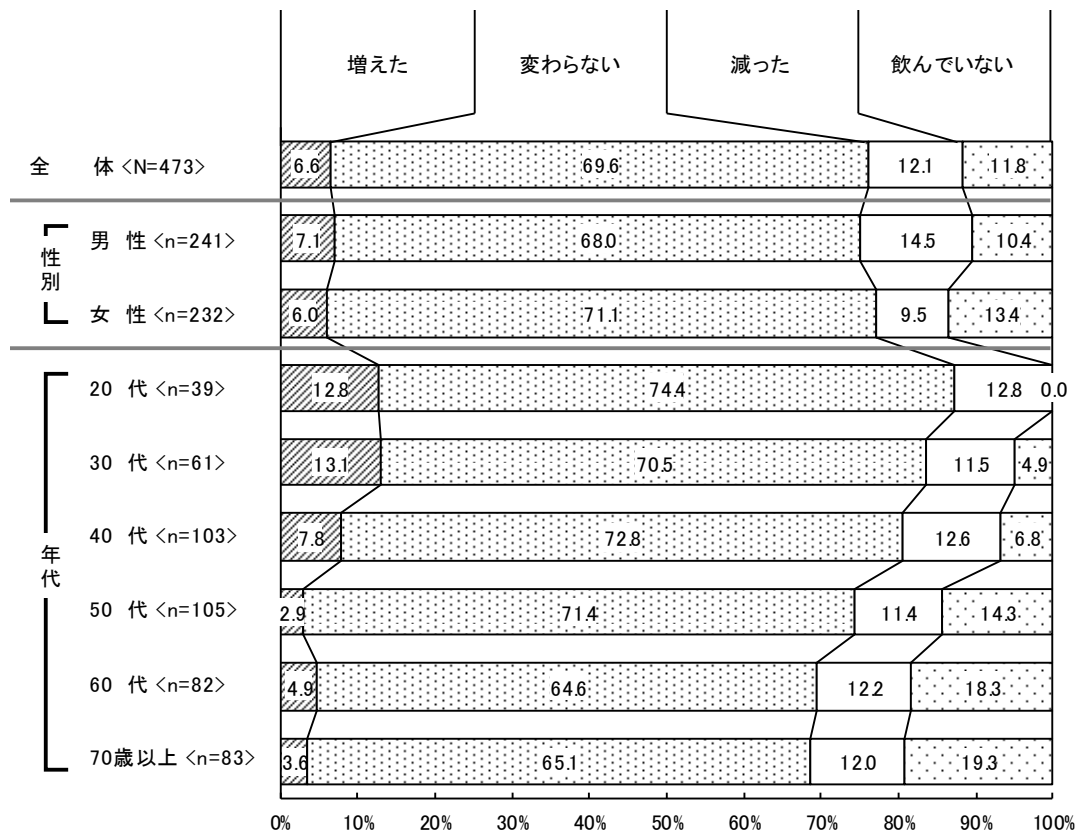 増えた 変わらない 減った 飲んでいない
全 体 <N=473> 6.6 69.6 12.1 11.8
性別
男 性 <n=241> 7.1 68.0 14.5 10.4
女 性 <n=232> 6.0 71.1 9.5 13.4
年代
20 代 <n=39> 12.8 74.4 12.8 0.0
30 代 <n=61> 13.1 70.5 11.5 4.9
40 代 <n=103> 7.8 72.8 12.6 6.8
50 代 <n=105> 2.9 71.4 11.4 14.3
60 代 <n=82> 4.9 64.6 12.2 18.3
70歳以上 <n=83> 3.6 65.1 12.0 19.3
0% 10% 20% 30% 40% 50% 60% 70% 80% 90% 100%